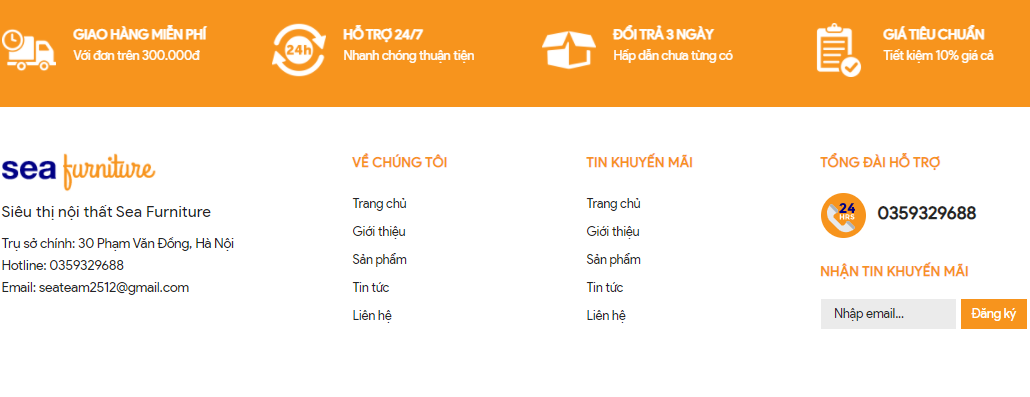 GIAO HÀNG MIỄN PHÍ
Với đơn trên 300.000đ
24h
HỖ TRỢ 24/7
Nhanh chóng thuận tiện
ĐỔI TRẢ 3 NGÀY
Hấp dẫn chưa từng có
GIÁ TIÊU CHUẨN
Tiết kiệm 10% giá cả
sea furniture
Siêu thị nội thất Sea Furniture
Trụ sở chính: 30 Phạm Văn Đồng, Hà Nội
Hotline: 0359329688
Email: seateam2512@gmail.com
VỀ CHÚNG TÔI
Trang chủ
Giới thiệu
Sản phẩm
Tin tức
Liên hệ
TIN KHUYẾN MÃI
Trang chủ
Giới thiệu
Sản phẩm
Tin tức
Liên hệ
TỔNG ĐÀI HỖ TRỢ
24
HRS
0359329688
NHẬN TIN KHUYẾN MÃI
Nhập email...
Đăng ký